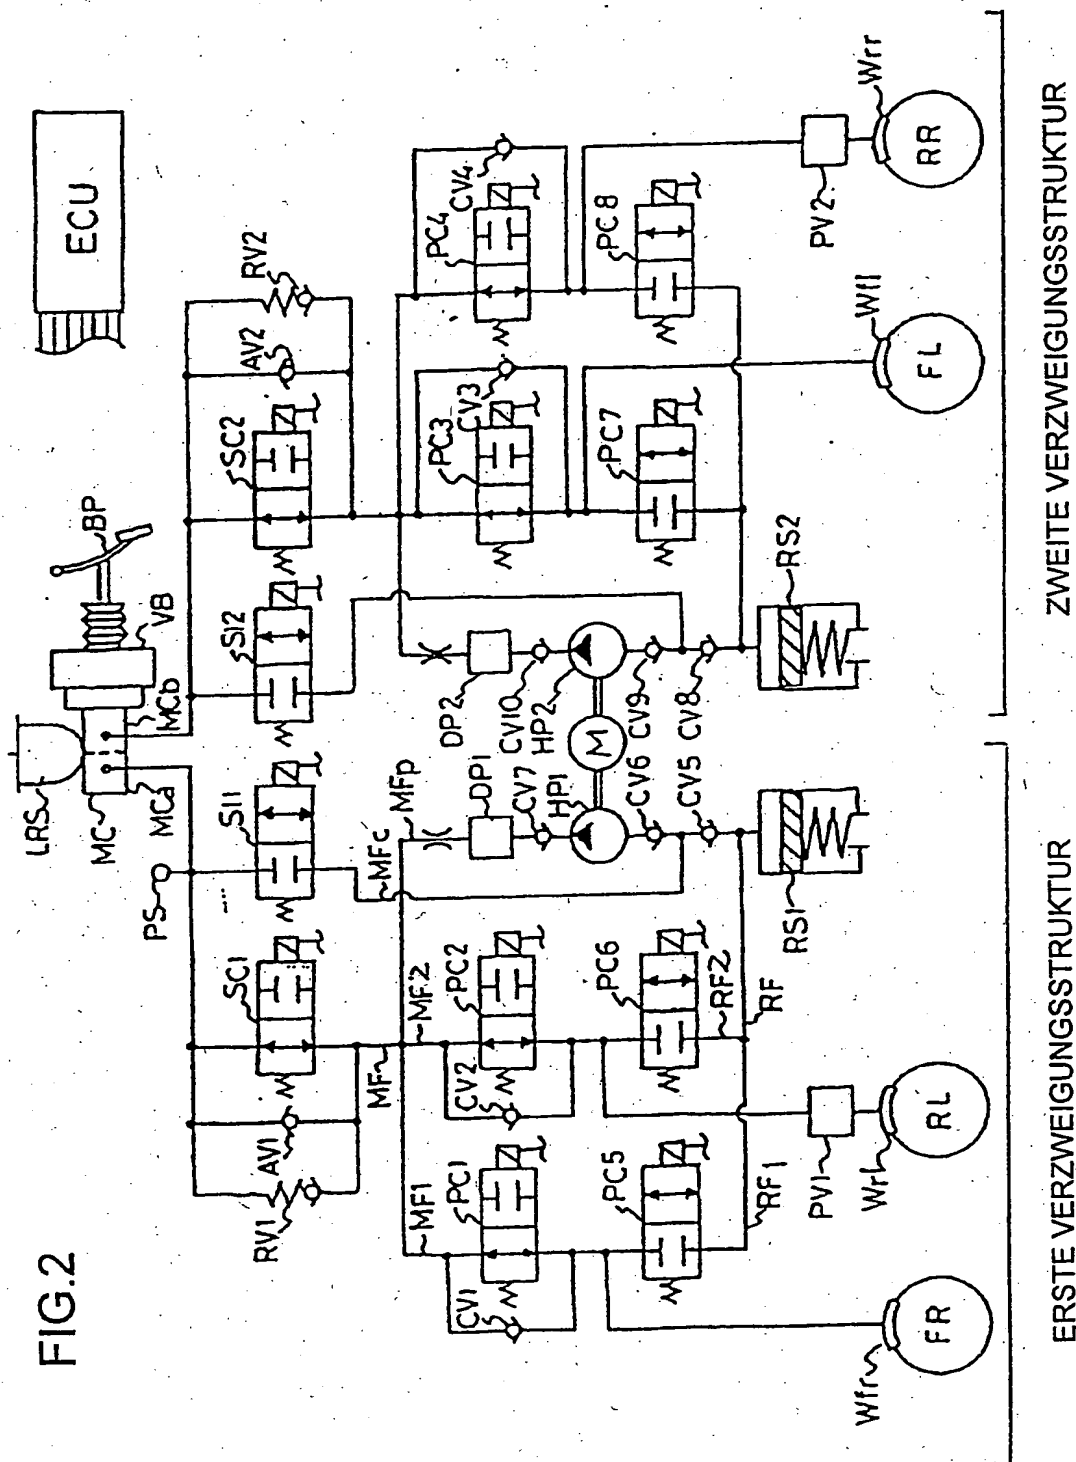 FIG.2
ECU
LRS
MC
MCa
MCb
VB
BP
PS
RV1
AV1
SC1
SI1
SI2
SC2
AV2
RV2
MF
MF1
MF2
MFc
MFp
CV1
PC1
CV2
PC2
DP1
CV7
HP1
M
DP2
CV10
HP2
PC3
CV3
PC4
CV4
PC5
PC6
CV6
CV5
CV9
CV8
PC7
PC8
RF1
RF2
RF
RS1
RS2
PV1
PV2
Wfr
FR
Wrl
RL
Wfl
FL
Wrr
RR
ERSTE VERZWEIGUNGSSTRUKTUR
ZWEITE VERZWEIGUNGSSTRUKTUR